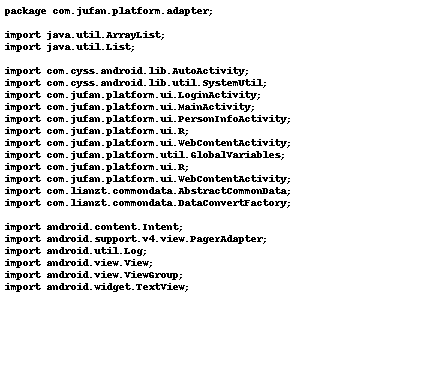 package com.jufan.platform.adapter;
import java.util.ArrayList;
import java.util.List;
import com.cyss.android.lib.AutoActivity;
import com.cyss.android.lib.util.SystemUtil;
import com.jufan.platform.ui.LoginActivity;
import com.jufan.platform.ui.MainActivity;
import com.jufan.platform.ui.PersonInfoActivity;
import com.jufan.platform.ui.R;
import com.jufan.platform.ui.WebContentActivity;
import com.jufan.platform.util.GlobalVariables;
import com.jufan.platform.ui.R;
import com.jufan.platform.ui.WebContentActivity;
import com.lianzt.commondata.AbstractCommonData;
import com.lianzt.commondata.DataConvertFactory;
import android.content.Intent;
import android.support.v4.view.PagerAdapter;
import android.util.Log;
import android.view.View;
import android.view.ViewGroup;
import android.widget.TextView;